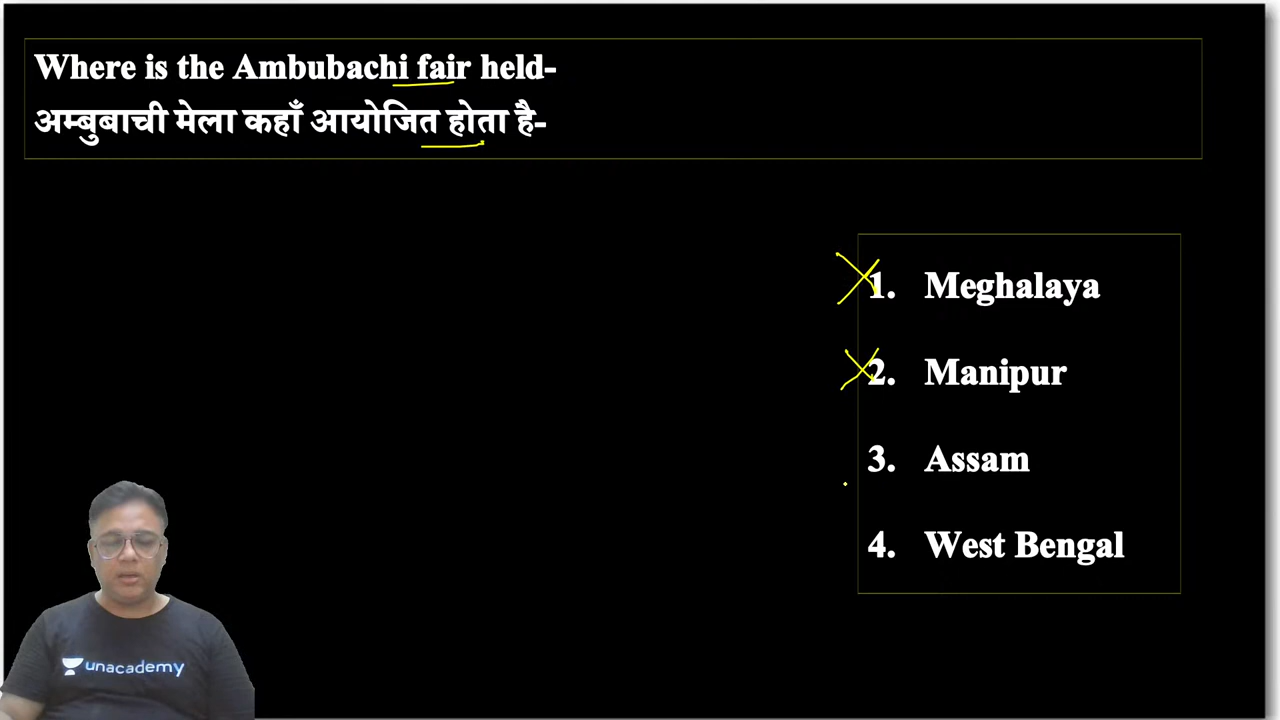 Where is the Ambubachi fair held-
अम्बुबाची मेला कहाँ आयोजित होता है-
1. Meghalaya
2. Manipur
3. Assam
4. West Bengal
unacademy